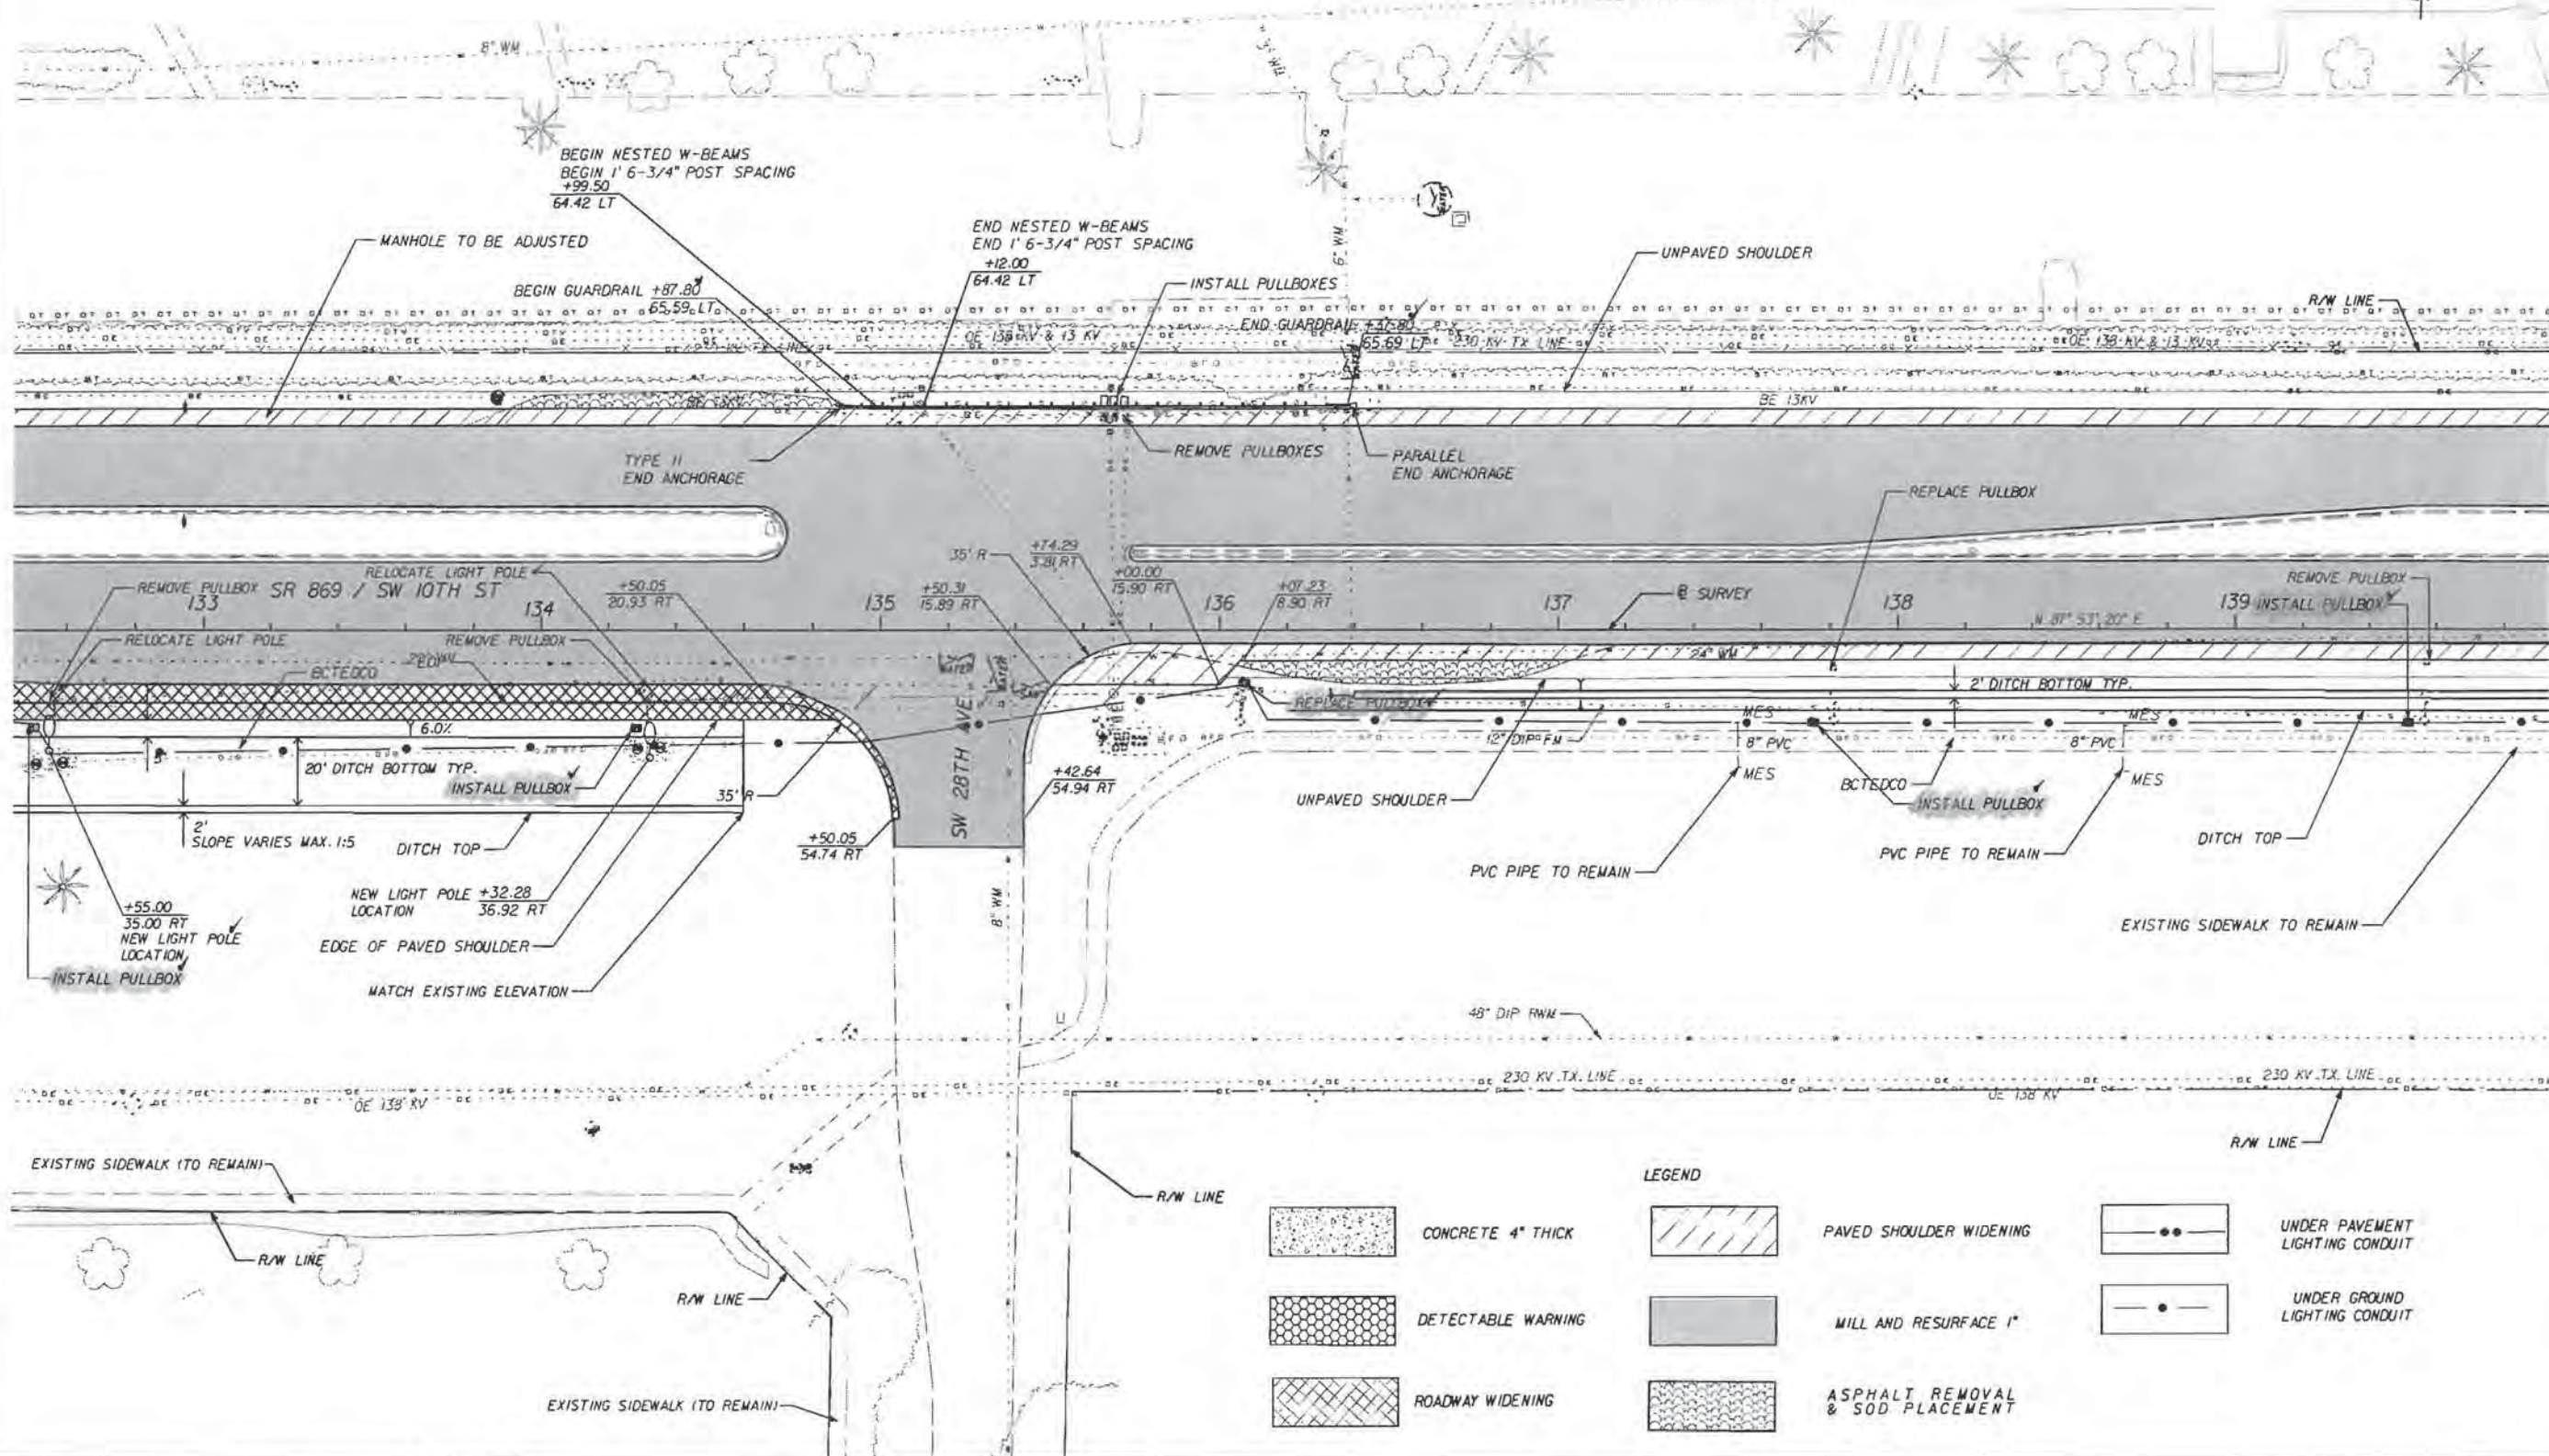 8" WM
BEGIN NESTED W-BEAMS
BEGIN 1' 6-3/4" POST SPACING
+99.50
64.42 LT
MANHOLE TO BE ADJUSTED
END NESTED W-BEAMS
END 1' 6-3/4" POST SPACING
+12.00
64.42 LT
6" WM
UNPAVED SHOULDER
BEGIN GUARDRAIL +87.80
65.59 LT
INSTALL PULLBOXES
R/W LINE
END GUARDRAIL +37.80
65.69 LT
OE 138 KV & 13 KV
230 KV TX LINE
OE 138 KV & 13 KV
BE 13KV
TYPE II
END ANCHORAGE
REMOVE PULLBOXES
PARALLEL
END ANCHORAGE
REPLACE PULLBOX
RELOCATE LIGHT POLE
REMOVE PULLBOX
SR 869 / SW 10TH ST
133
134
135
136
137
138
139
+50.05
20.93 RT
+50.31
15.89 RT
35' R
+74.29
3.81 RT
+00.00
15.90 RT
+07.23
8.90 RT
B SURVEY
REMOVE PULLBOX
INSTALL PULLBOX
N 87° 53' 20" E
RELOCATE LIGHT POLE
REMOVE PULLBOX
BCTEDCO
WATER
24" WM
2' DITCH BOTTOM TYP.
REPLACE PULLBOX
6.0%
20' DITCH BOTTOM TYP.
INSTALL PULLBOX
35' R
SW 28TH AVE
+42.64
54.94 RT
12" DIP FM
MES
8" PVC
MES
MES
8" PVC
MES
UNPAVED SHOULDER
BCTEDCO
INSTALL PULLBOX
2'
SLOPE VARIES MAX. 1:5
DITCH TOP
+50.05
54.74 RT
PVC PIPE TO REMAIN
PVC PIPE TO REMAIN
DITCH TOP
+55.00
35.00 RT
NEW LIGHT POLE
LOCATION
INSTALL PULLBOX
NEW LIGHT POLE
LOCATION
+32.28
36.92 RT
EDGE OF PAVED SHOULDER
MATCH EXISTING ELEVATION
8" WM
EXISTING SIDEWALK TO REMAIN
48" DIP RWM
OE 138 KV
230 KV TX. LINE
OE 138 KV
230 KV TX. LINE
R/W LINE
EXISTING SIDEWALK (TO REMAIN)
R/W LINE
R/W LINE
R/W LINE
EXISTING SIDEWALK (TO REMAIN)
LEGEND
CONCRETE 4" THICK
PAVED SHOULDER WIDENING
UNDER PAVEMENT
LIGHTING CONDUIT
DETECTABLE WARNING
MILL AND RESURFACE 1"
UNDER GROUND
LIGHTING CONDUIT
ROADWAY WIDENING
ASPHALT REMOVAL
& SOD PLACEMENT